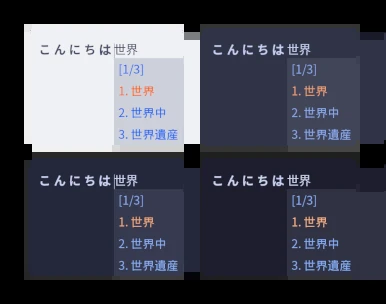 こんにちは世界
[1/3]
1. 世界
2. 世界中
3. 世界遺産
こんにちは世界
[1/3]
1. 世界
2. 世界中
3. 世界遺産
こんにちは世界
[1/3]
1. 世界
2. 世界中
3. 世界遺産
こんにちは世界
[1/3]
1. 世界
2. 世界中
3. 世界遺産